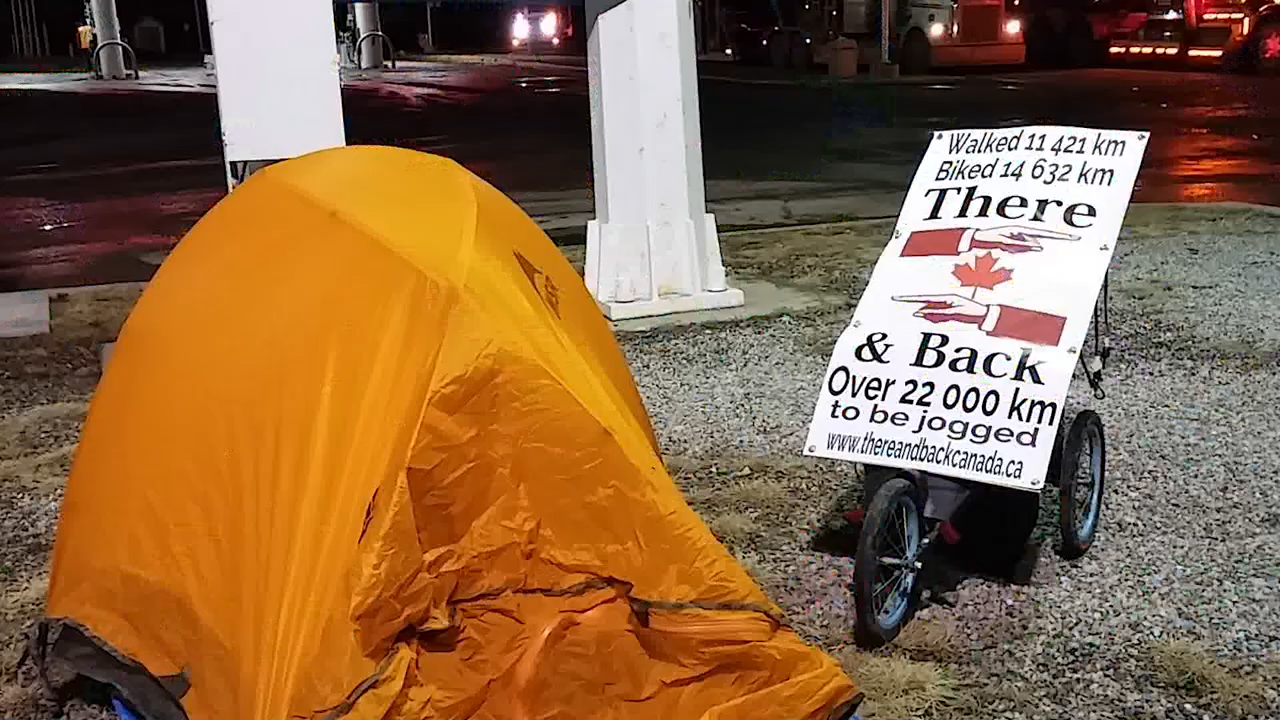 Walked 11 421 km
Biked 14 632 km
There
& Back
Over 22 000 km
to be jogged
www.thereandbackcanada.ca